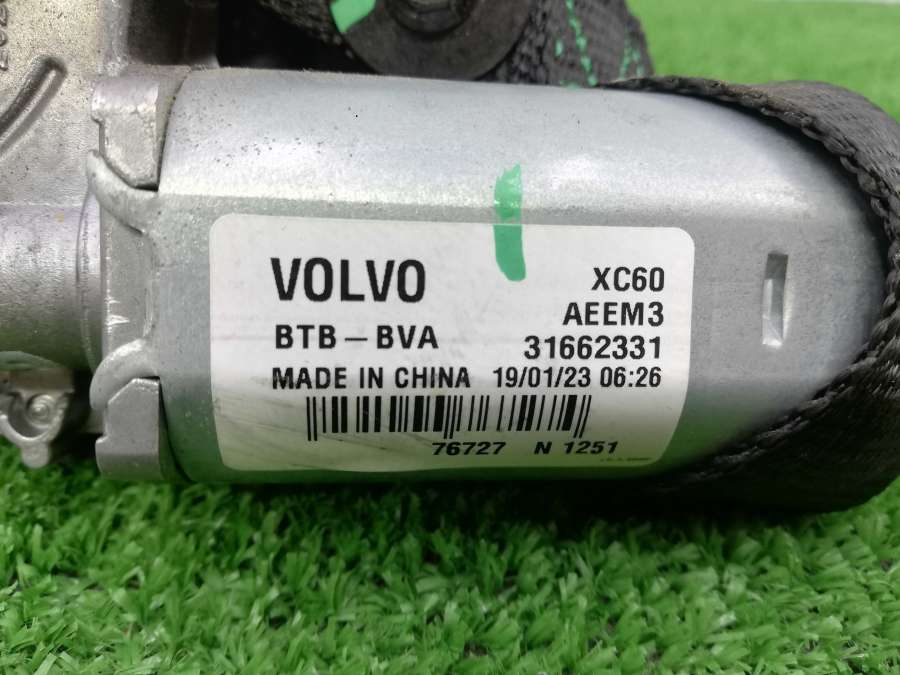 VOLVO
XC60
AEEM3
BTB-BVA
31662331
MADE IN CHINA 19/01/23 06:26
76727 N 1251